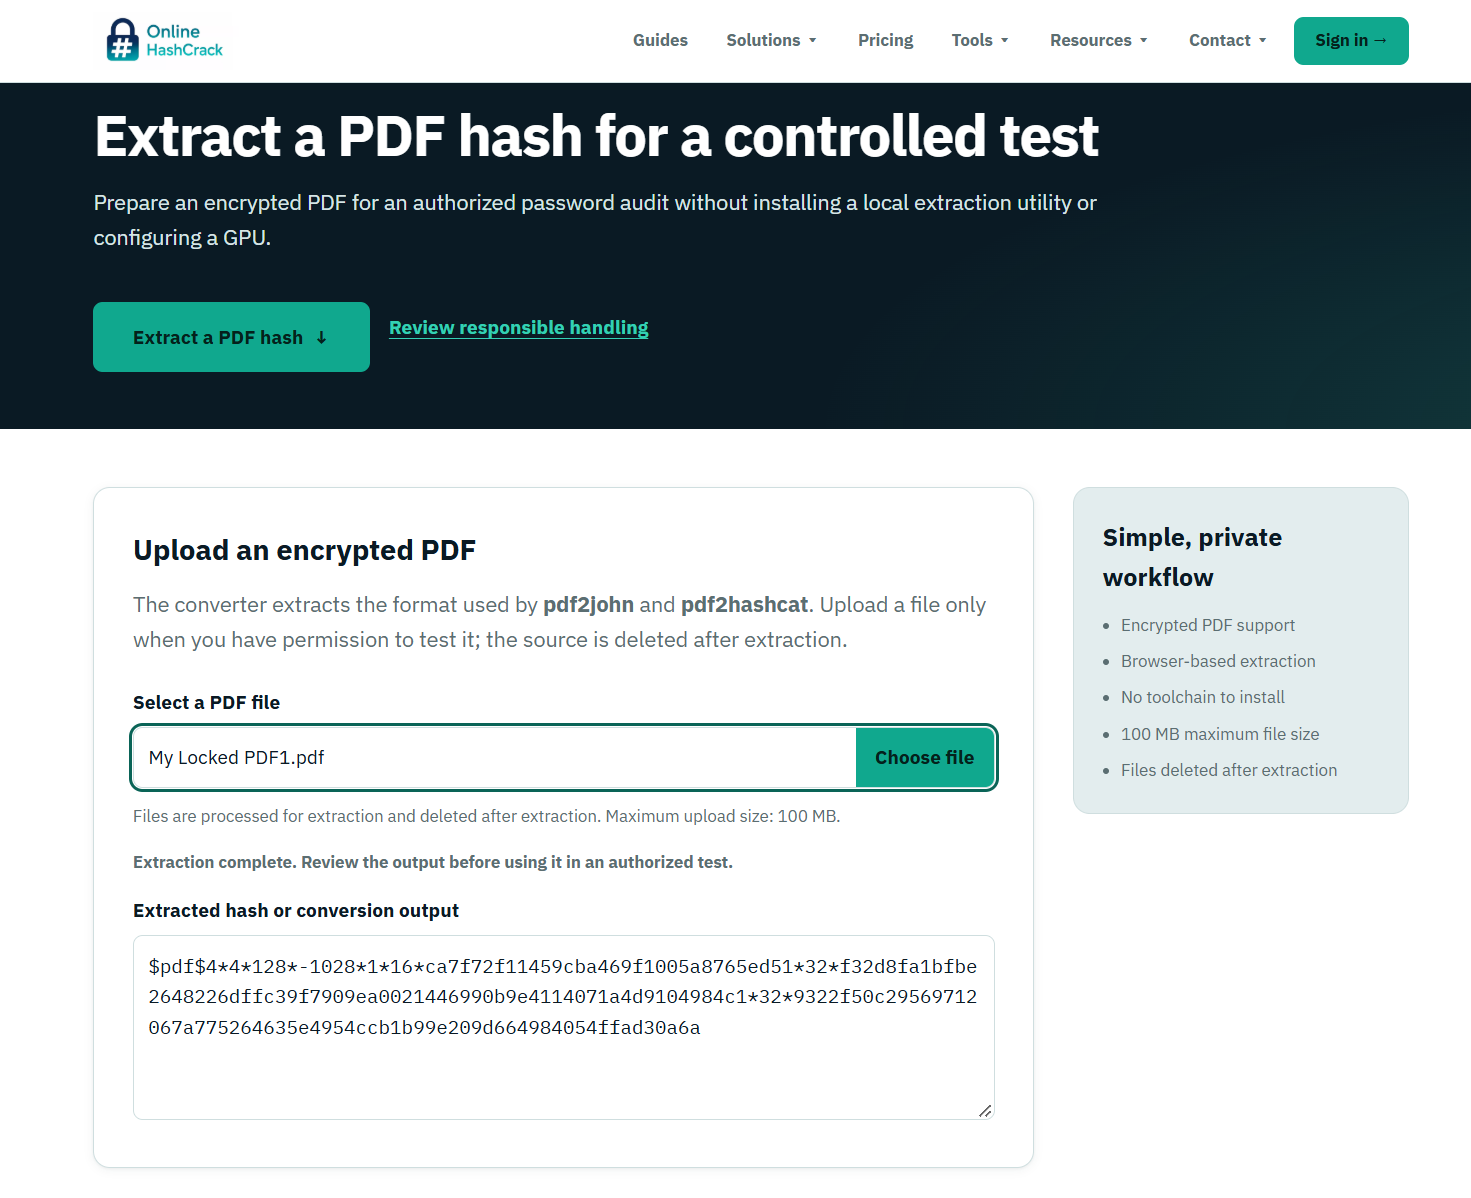 Online
HashCrack
Guides Solutions Pricing Tools Resources Contact Sign in →
Extract a PDF hash for a controlled test
Prepare an encrypted PDF for an authorized password audit without installing a local extraction utility or
configuring a GPU.
Extract a PDF hash ↓ Review responsible handling
Upload an encrypted PDF
The converter extracts the format used by pdf2john and pdf2hashcat. Upload a file only
when you have permission to test it; the source is deleted after extraction.
Select a PDF file
My Locked PDF1.pdf Choose file
Files are processed for extraction and deleted after extraction. Maximum upload size: 100 MB.
Extraction complete. Review the output before using it in an authorized test.
Extracted hash or conversion output
$pdf$4*4*128*-1028*1*16*ca7f72f11459cba469f1005a8765ed51*32*f32d8fa1bfbe
2648226dffc39f7909ea0021446990b9e4114071a4d9104984c1*32*9322f50c29569712
067a775264635e4954ccb1b99e209d664984054ffad30a6a
Simple, private
workflow
Encrypted PDF support
Browser-based extraction
No toolchain to install
100 MB maximum file size
Files deleted after extraction